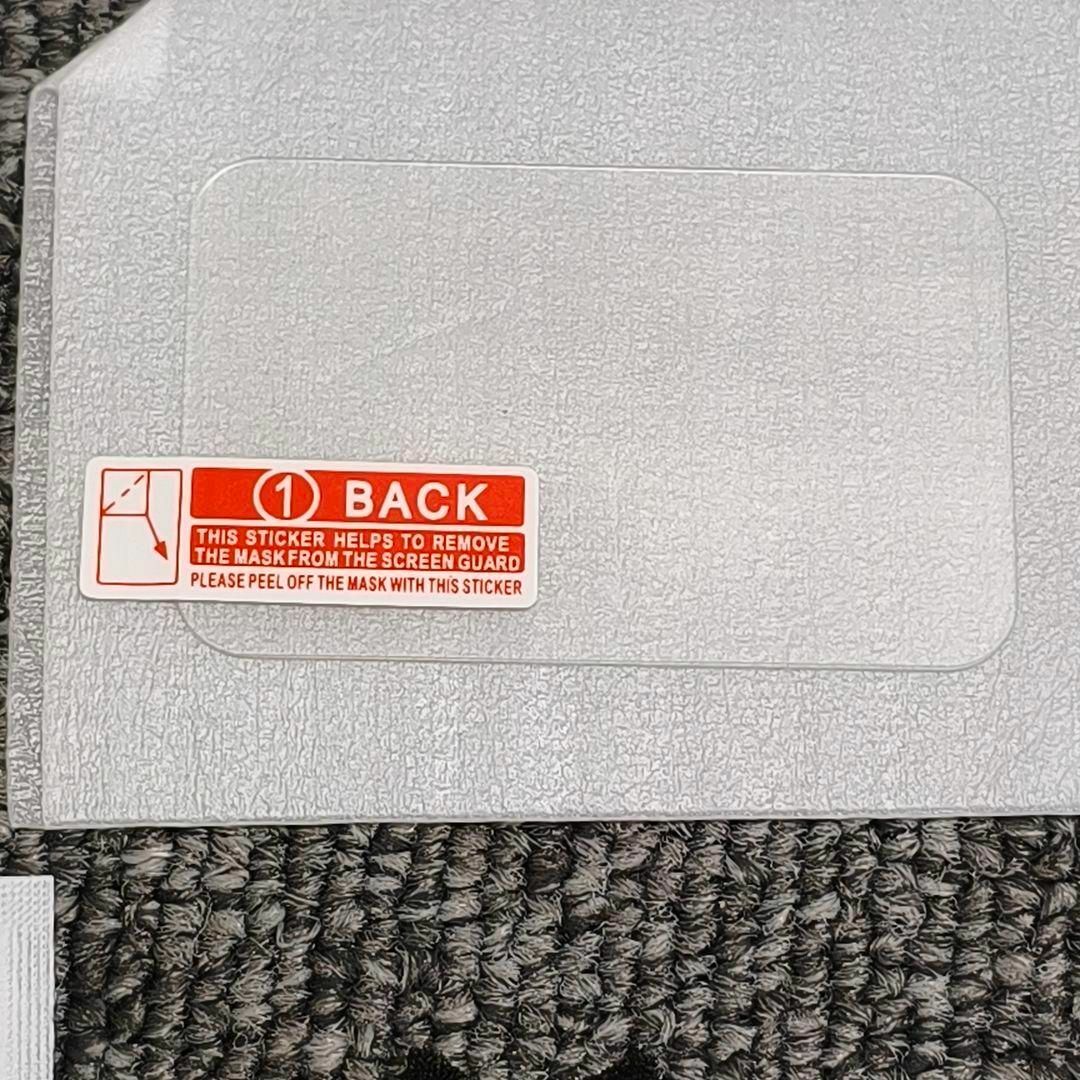 1 BACK
THIS STICKER HELPS TO REMOVE
THE MASK FROM THE SCREEN GUARD
PLEASE PEEL OFF THE MASK WITH THIS STICKER